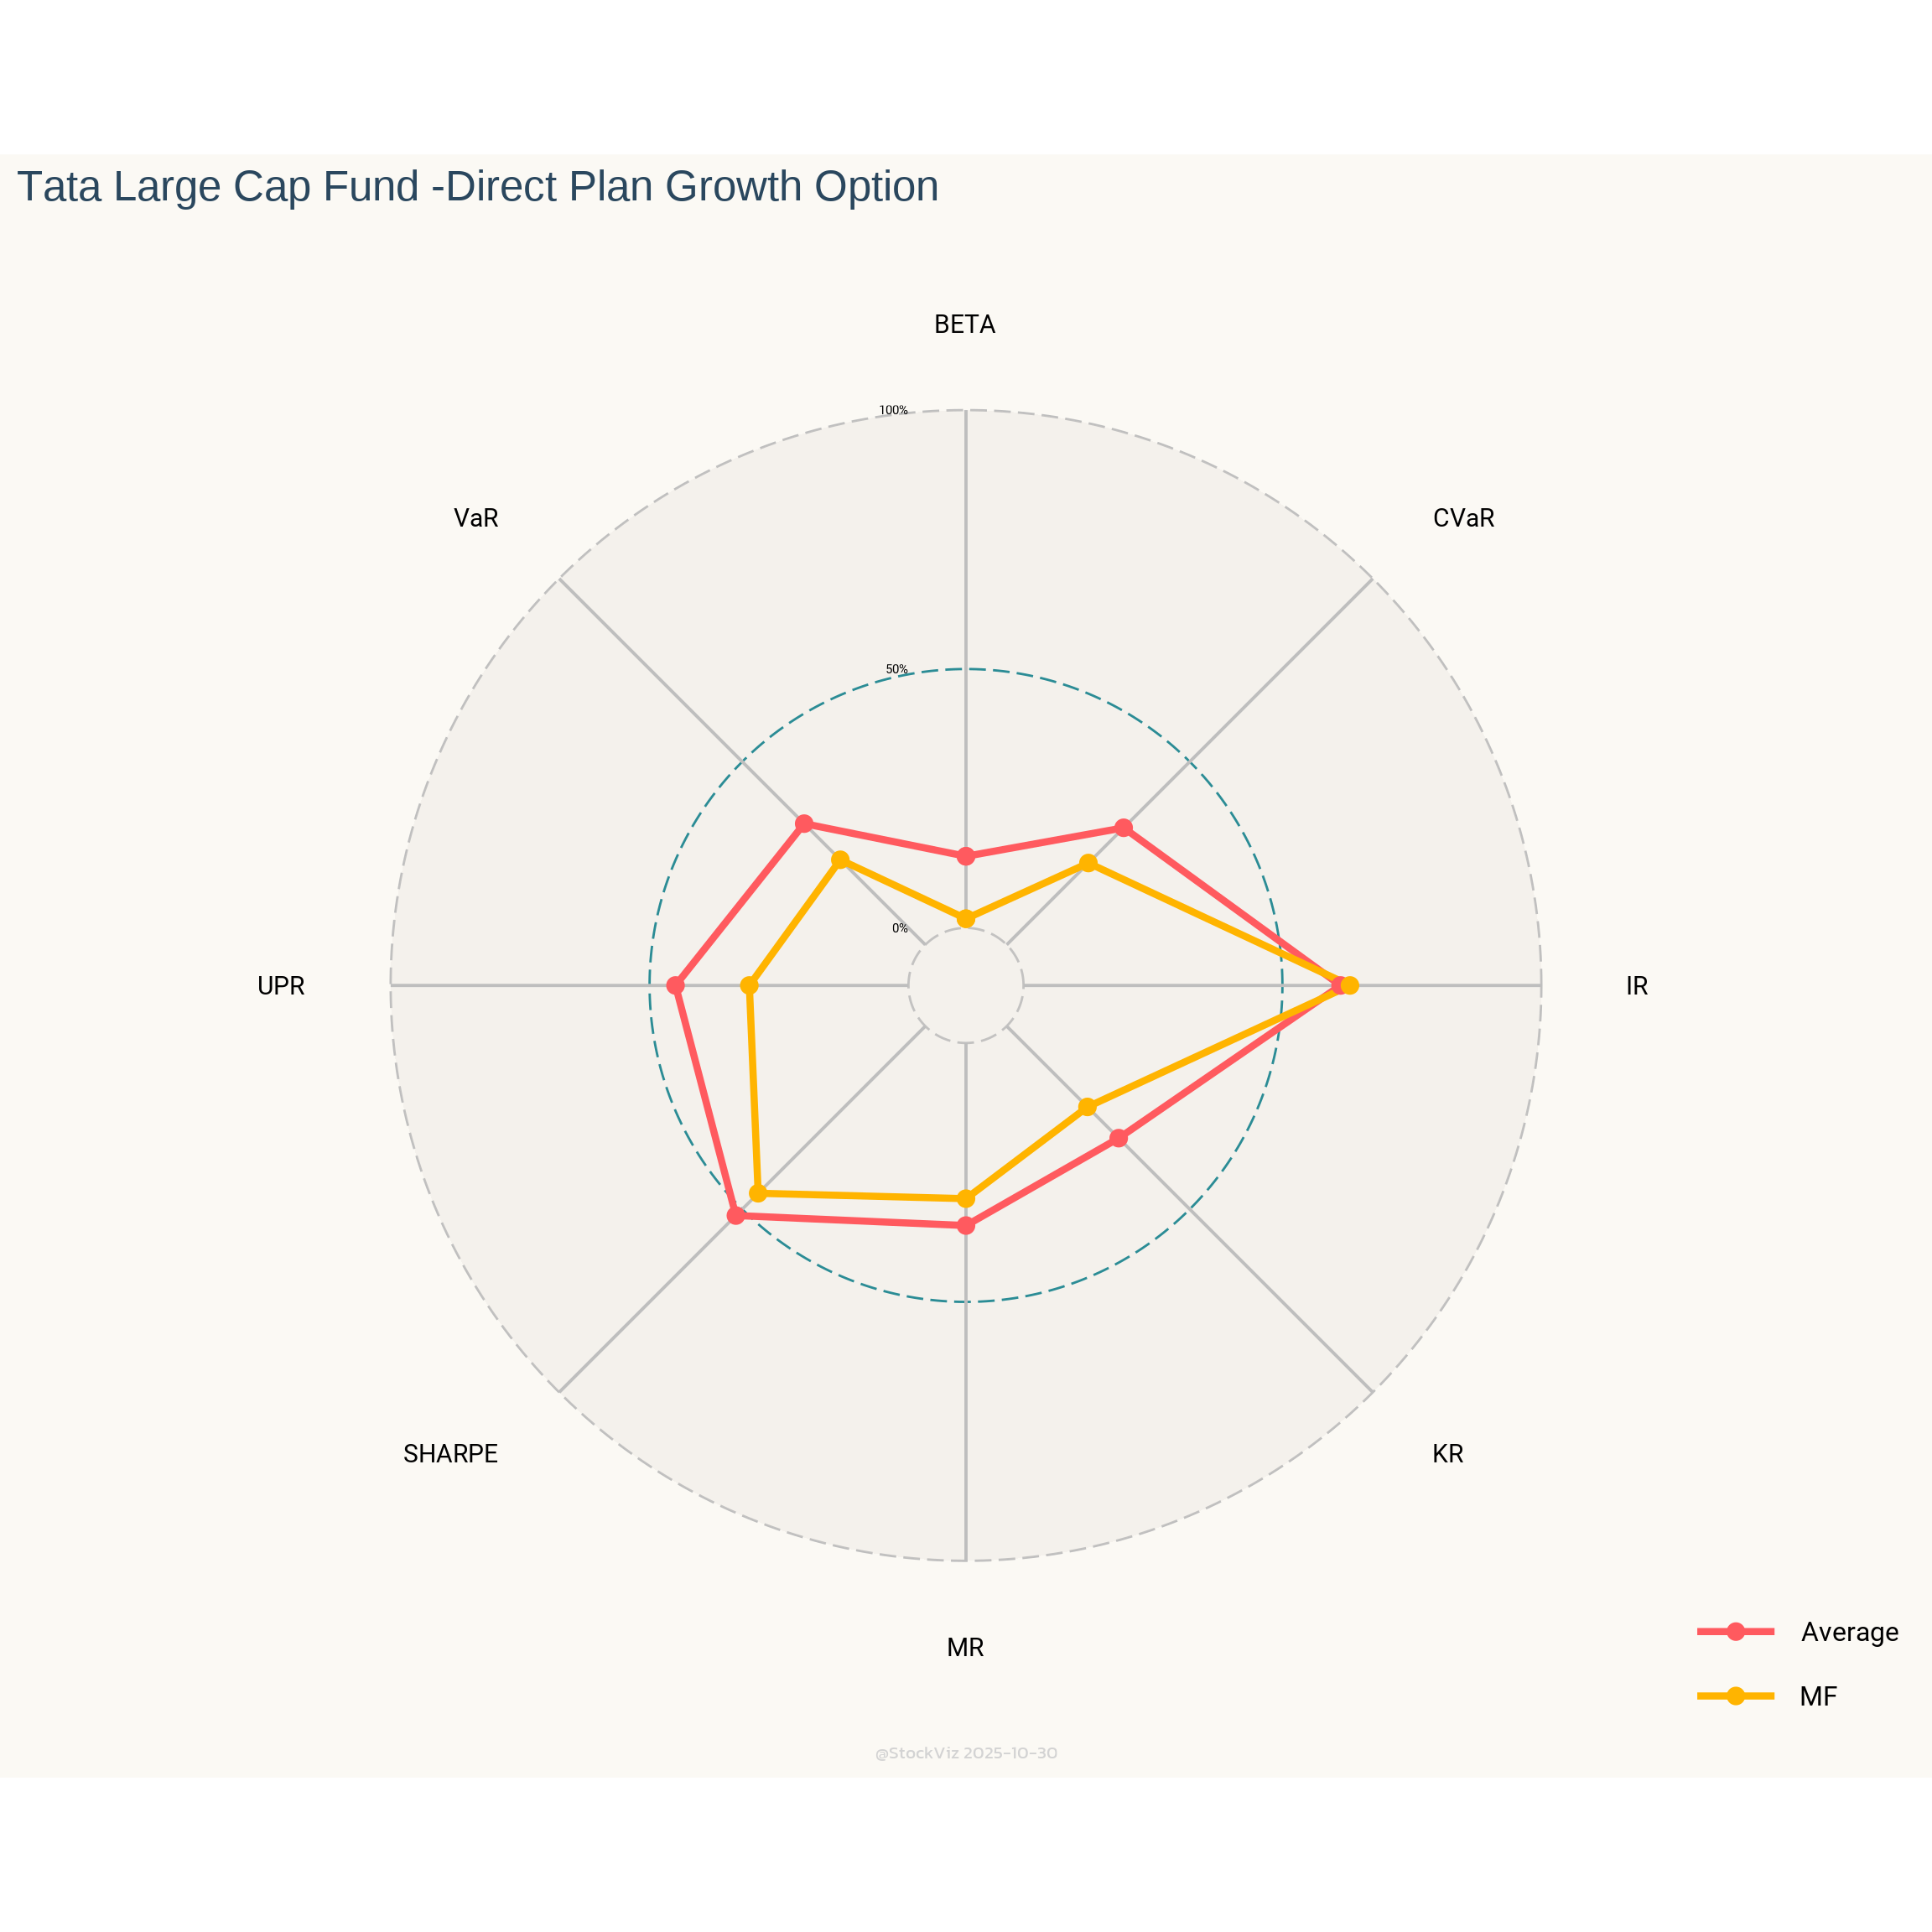 Tata Large Cap Fund -Direct Plan Growth Option
BETA
100%
VaR
CVaR
50%
0%
UPR
IR
SHARPE
KR
MR
Average
MF
@StockViz 2025-10-30